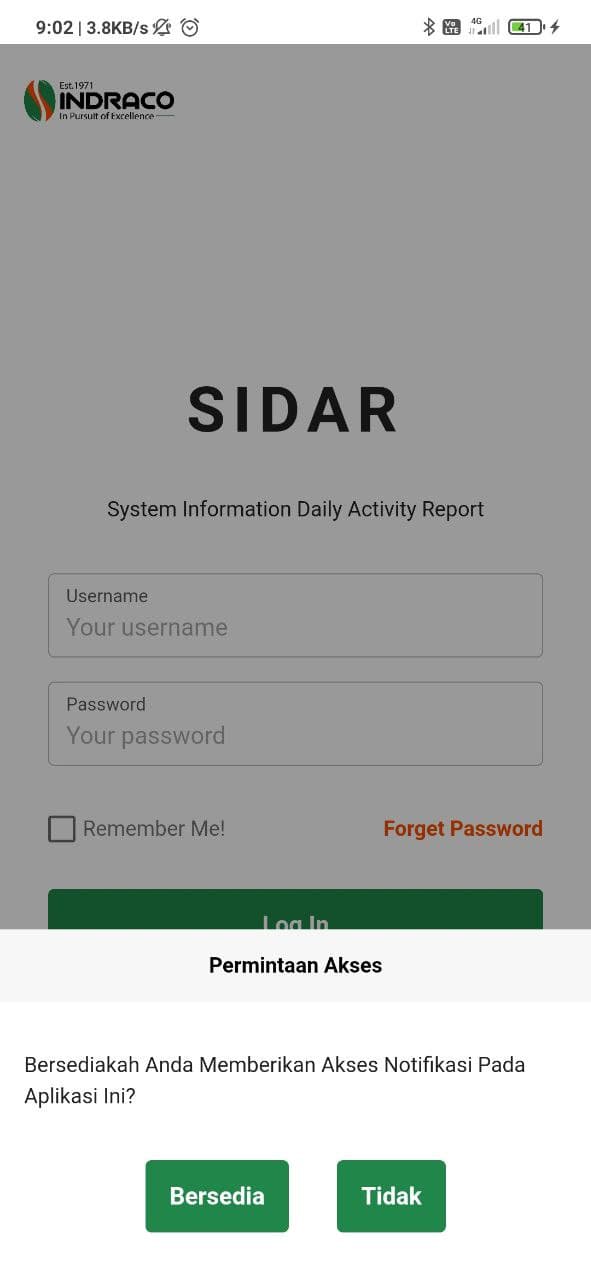 9:02 | 3.8KB/s
Vo LTE 4G 41
Est.1971
INDRACO
In Pursuit of Excellence
SIDAR
System Information Daily Activity Report
Username
Your username
Password
Your password
Remember Me!
Forget Password
Log In
Permintaan Akses
Bersediakah Anda Memberikan Akses Notifikasi Pada
Aplikasi Ini?
Bersedia
Tidak